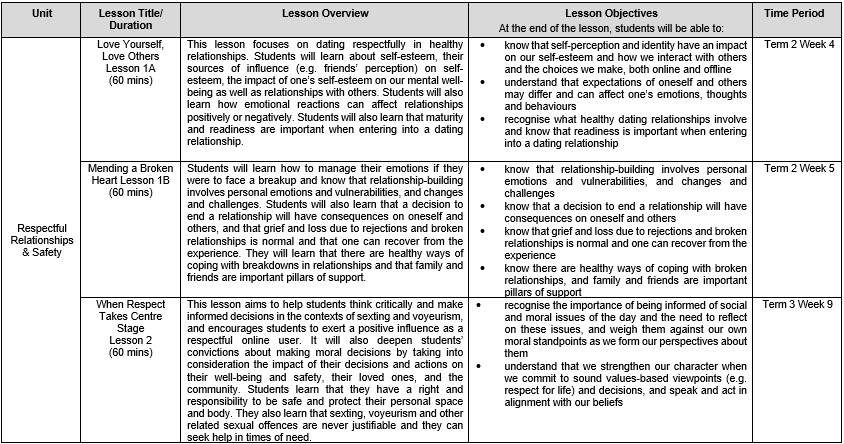 Unit
Lesson Title/
Duration
Lesson Overview
Lesson Objectives
At the end of the lesson, students will be able to:
Time Period
Respectful
Relationships
& Safety
Love Yourself,
Love Others
Lesson 1A
(60 mins)
This lesson focuses on dating respectfully in healthy
relationships. Students will learn about self-esteem, their
sources of influence (e.g. friends' perception) on self-
esteem, the impact of one's self-esteem on our mental well-
being as well as relationships with others. Students will also
learn how emotional reactions can affect relationships
positively or negatively. Students will also learn that maturity
and readiness are important when entering into a dating
relationship.
• know that self-perception and identity have an impact
on our self-esteem and how we interact with others
and the choices we make, both online and offline
• understand that expectations of oneself and others
may differ and can affect one's emotions, thoughts
and behaviours
• recognise what healthy dating relationships involve
and know that readiness is important when entering
into a dating relationship
Term 2 Week 4
Mending a Broken
Heart Lesson 1B
(60 mins)
Students will learn how to manage their emotions if they
were to face a breakup and know that relationship-building
involves personal emotions and vulnerabilities, and changes
and challenges. Students will also learn that a decision to
end a relationship will have consequences on oneself and
others, and that grief and loss due to rejections and broken
relationships is normal and that one can recover from the
experience. They will learn that there are healthy ways of
coping with breakdowns in relationships and that family and
friends are important pillars of support.
• know that relationship-building involves personal
emotions and vulnerabilities, and changes and
challenges
• know that a decision to end a relationship will have
consequences on oneself and others
• know that grief and loss due to rejections and broken
relationships is normal and one can recover from the
experience
• know there are healthy ways of coping with broken
relationships, and family and friends are important
pillars of support
Term 2 Week 5
When Respect
Takes Centre
Stage
Lesson 2
(60 mins)
This lesson aims to help students think critically and make
informed decisions in the contexts of sexting and voyeurism,
and encourages students to exert a positive influence as a
respectful online user. It will also deepen students'
convictions about making moral decisions by taking into
consideration the impact of their decisions and actions on
their well-being and safety, their loved ones, and the
community. Students learn that they have a right and
responsibility to be safe and protect their personal space
and body. They also learn that sexting, voyeurism and other
related sexual offences are never justifiable and they can
seek help in times of need.
• recognise the importance of being informed of social
and moral issues of the day and the need to reflect
on these issues, and weigh them against our own
moral standpoints as we form our perspectives about
them
• understand that we strengthen our character when
we commit to sound values-based viewpoints (e.g.
respect for life) and decisions, and speak and act in
alignment with our beliefs
Term 3 Week 9